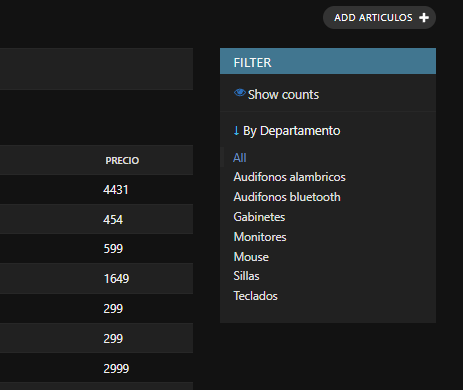 ADD ARTICULOS +
FILTER
Show counts
↓ By Departamento
All
Audifonos alambricos
Audifonos bluetooth
Gabinetes
Monitores
Mouse
Sillas
Teclados
PRECIO
4431
454
599
1649
299
299
2999